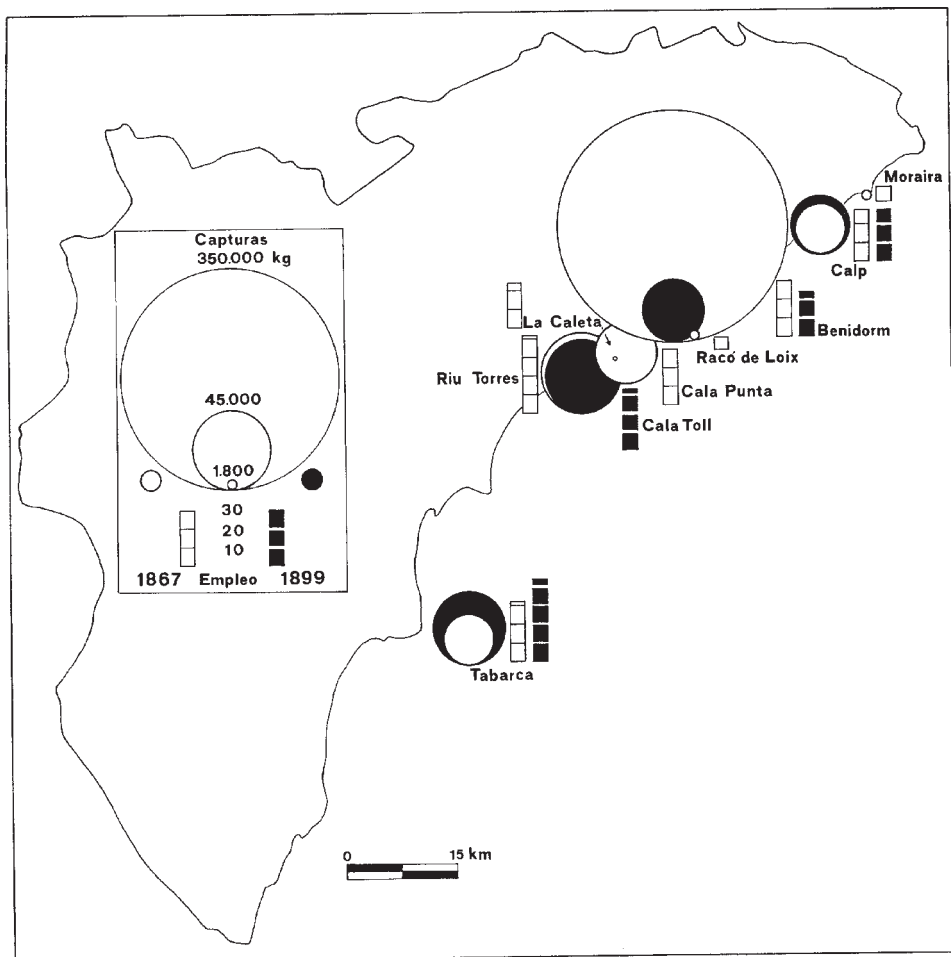 Moraira
Calp
Benidorm
La Caleta
Racó de Loix
Riu Torres
Cala Punta
Cala Toll
Tabarca
Capturas
350.000 kg
45.000
1.800
30
20
10
1867 Empleo 1899
0 15 km